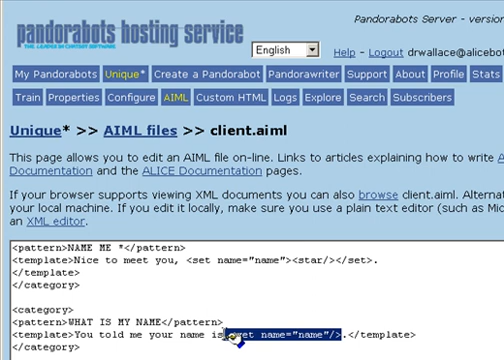 Pandorabots Server - version
pandorabots hosting service
THE LEADER IN CHATBOT SOFTWARE
English
Help - Logout drwallace@alicebot
My Pandorabots Unique* Create a Pandorabot Pandorawriter Support About Profile Stats
Train Properties Configure AIML Custom HTML Logs Explore Search Subscribers
Unique* >> AIML files >> client.aiml
This page allows you to edit an AIML file on-line. Links to articles explaining how to write A
Documentation and the ALICE Documentation pages.
If your browser supports viewing XML documents you can also browse client.aiml. Alternat
your local machine. If you edit it locally, make sure you use a plain text editor (such as Mic
an XML editor.
<pattern>NAME ME *</pattern>
<template>Nice to meet you, <set name="name"><star/></set>.
</template>
</category>
<category>
<pattern>WHAT IS MY NAME</pattern>
<template>You told me your name is <get name="name"/>.</template>
</category>